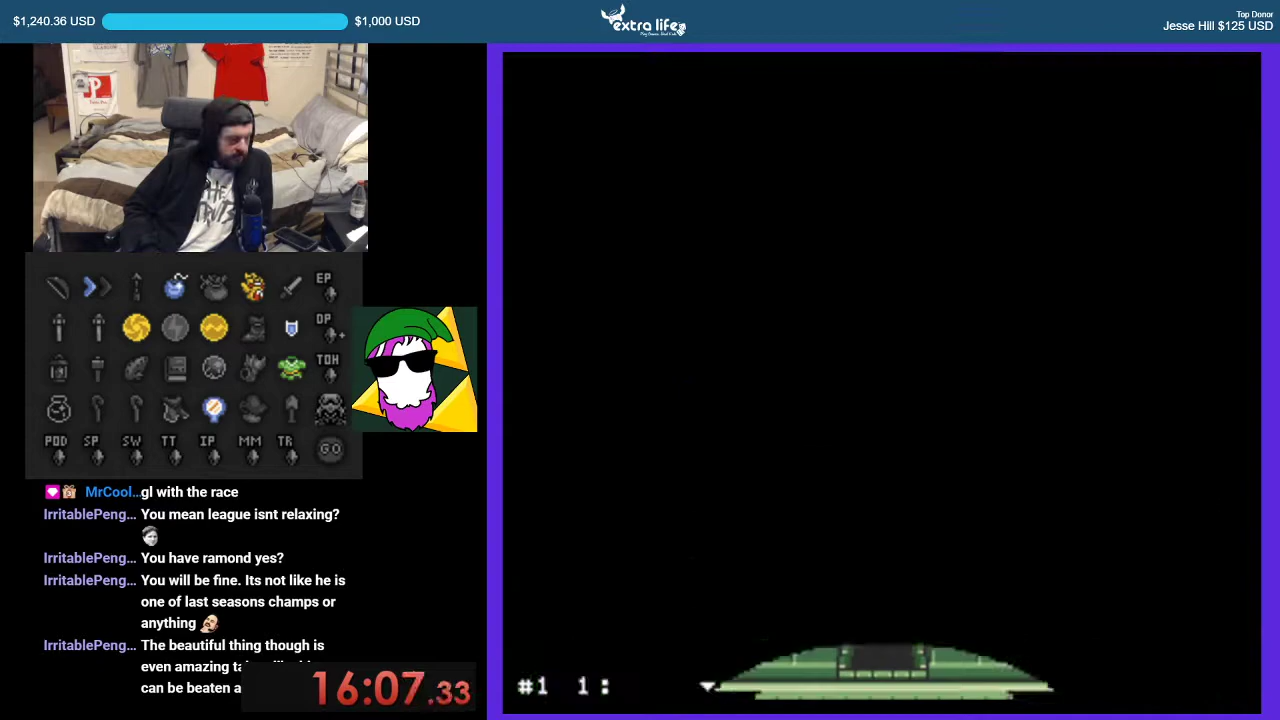 $1,240.36 USD
$1,000 USD
extra life
Top Donor
Jesse Hill $125 USD
EP
DP
TOH
POD SP SW TT IP MM TR GO
MrCool... gl with the race
IrritablePeng... You mean league isnt relaxing?
IrritablePeng... You have ramond yes?
IrritablePeng... You will be fine. Its not like he is
one of last seasons champs or
anything
IrritablePeng... The beautiful thing though is
even amazing
can be beaten a
16:07.33
#1 1: